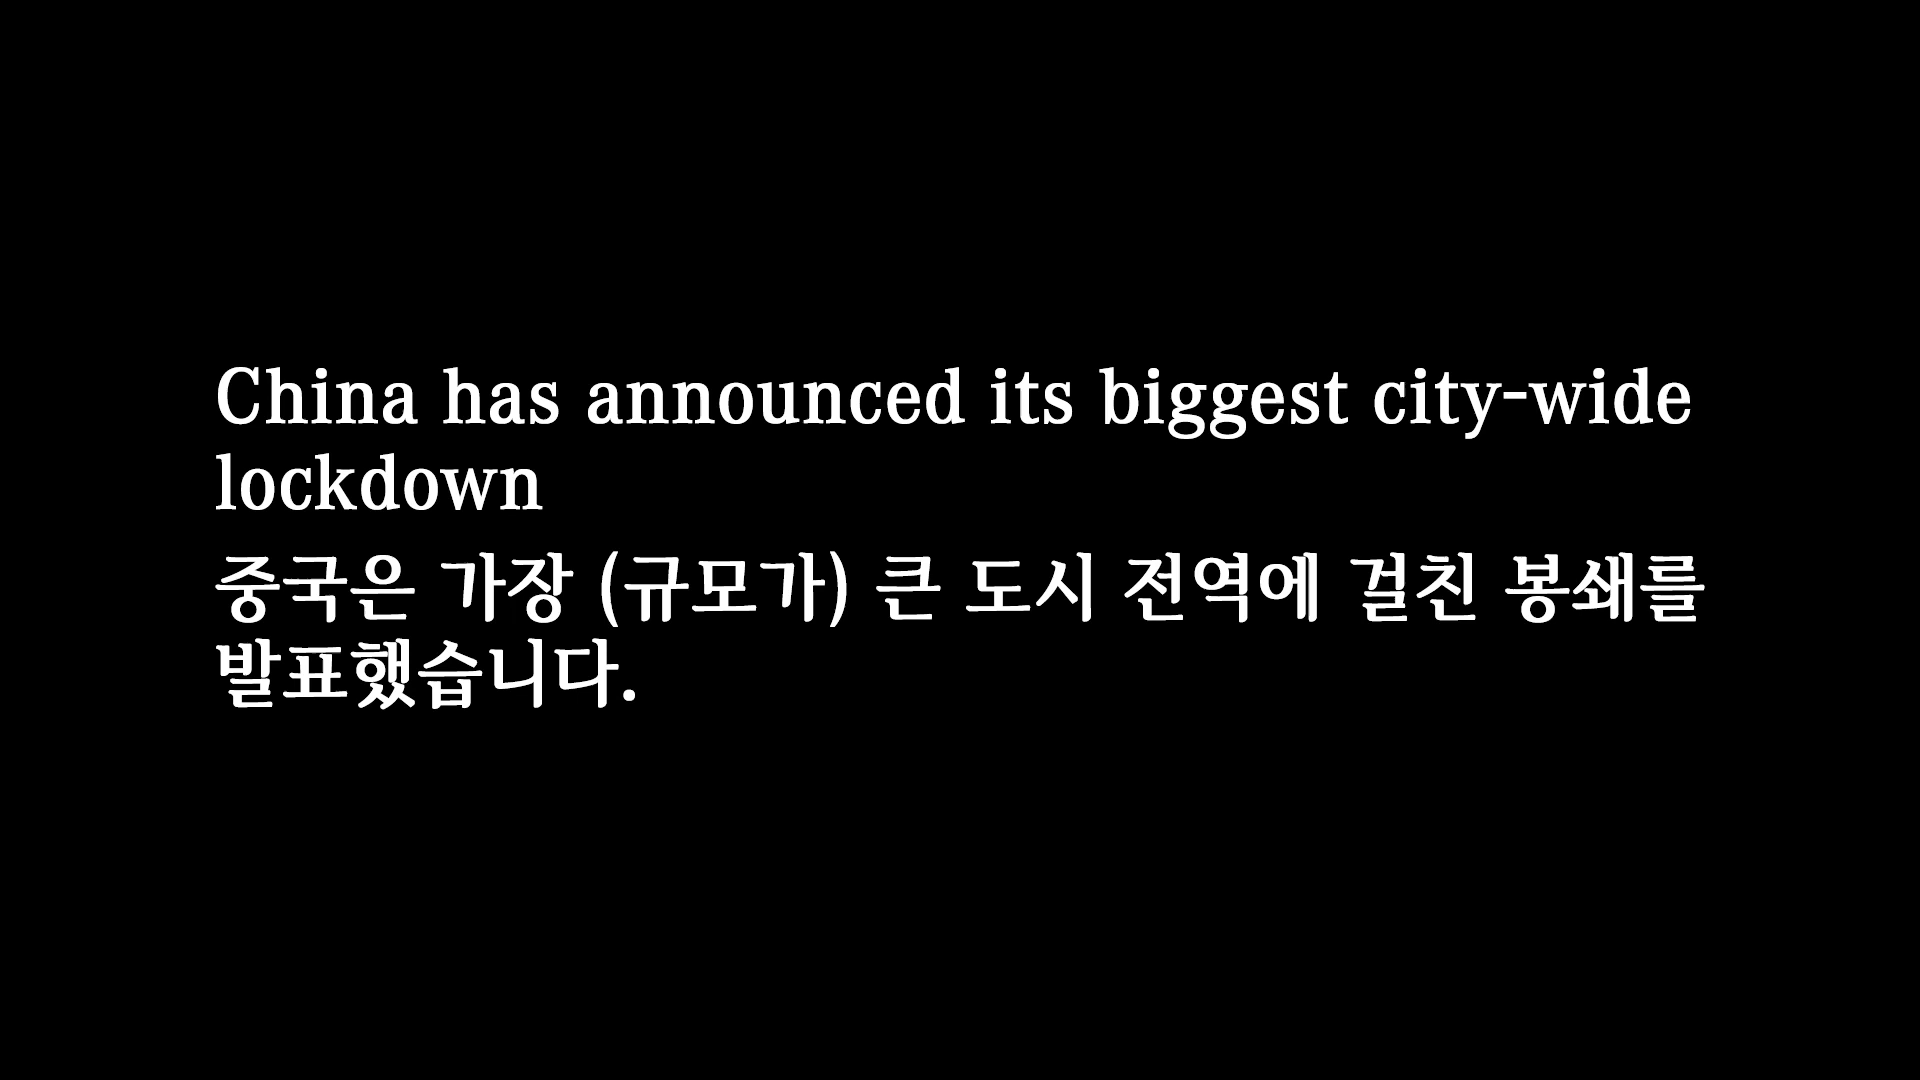 China has announced its biggest city-wide
lockdown
중국은 가장 (규모가) 큰 도시 전역에 걸친 봉쇄를
발표했습니다.